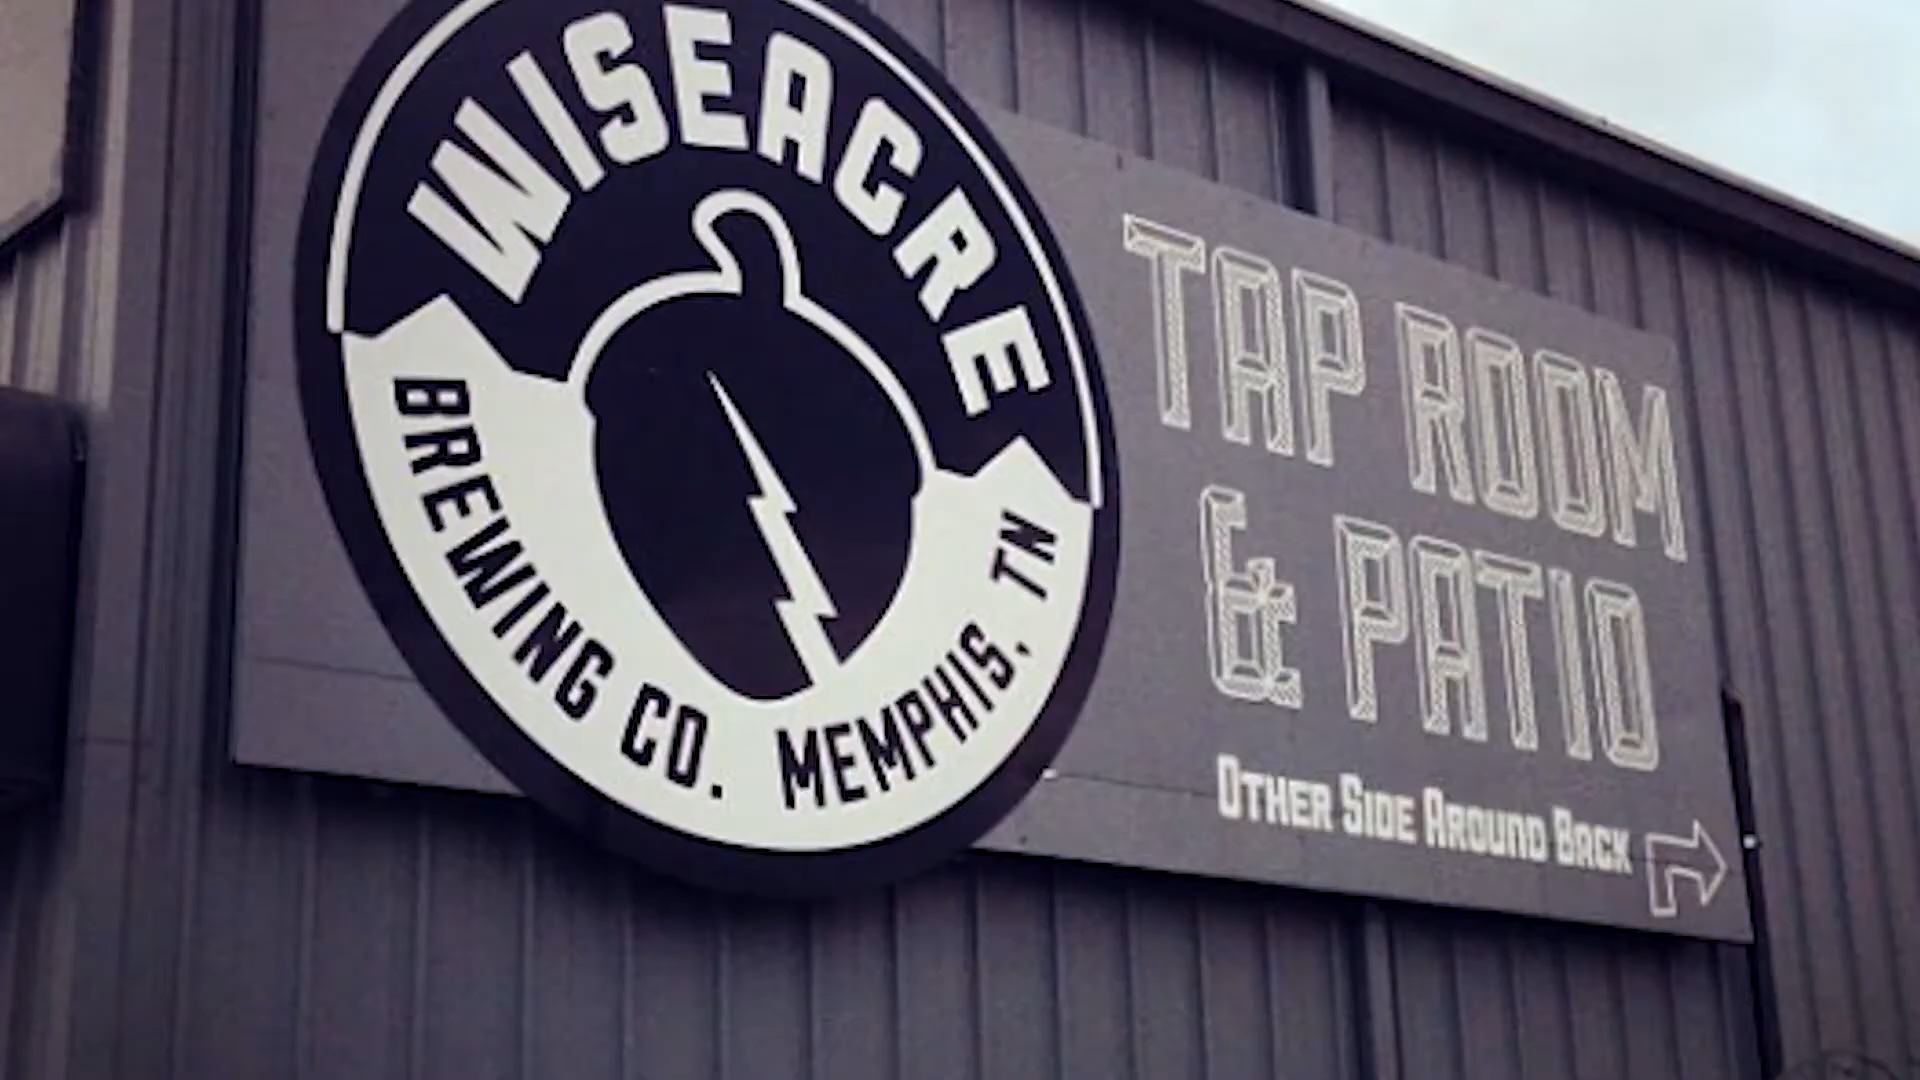 WISEACRE
BREWING CO. MEMPHIS, TN
TAP ROOM
& PATIO
OTHER SIDE AROUND BACK